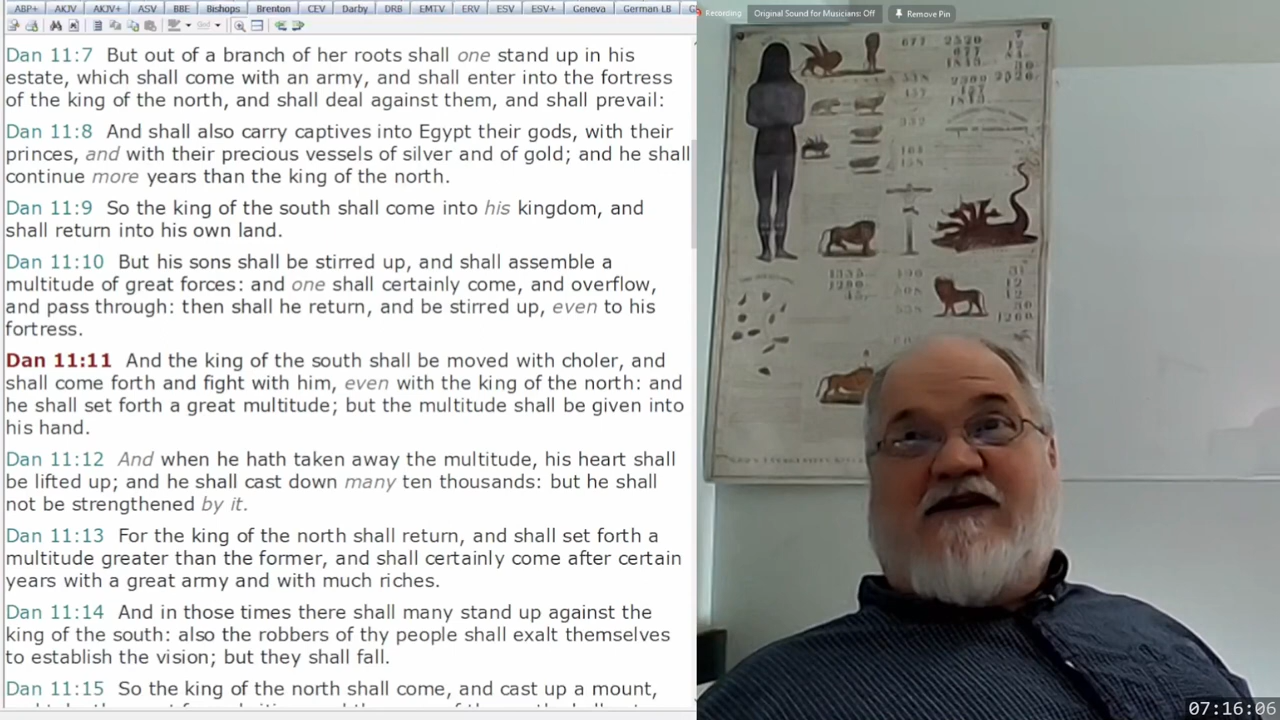 ABP+ AKJV AKJV+ ASV BBE Bishops Brenton CEV Darby DRB EMTV ERV ESV ESV+ Geneva German LB
Recording
Original Sound for Musicians: Off
Remove Pin
Dan 11:7 But out of a branch of her roots shall one stand up in his
estate, which shall come with an army, and shall enter into the fortress
of the king of the north, and shall deal against them, and shall prevail:
Dan 11:8 And shall also carry captives into Egypt their gods, with their
princes, and with their precious vessels of silver and of gold; and he shall
continue more years than the king of the north.
Dan 11:9 So the king of the south shall come into his kingdom, and
shall return into his own land.
Dan 11:10 But his sons shall be stirred up, and shall assemble a
multitude of great forces: and one shall certainly come, and overflow,
and pass through: then shall he return, and be stirred up, even to his
fortress.
Dan 11:11 And the king of the south shall be moved with choler, and
shall come forth and fight with him, even with the king of the north: and
he shall set forth a great multitude; but the multitude shall be given into
his hand.
Dan 11:12 And when he hath taken away the multitude, his heart shall
be lifted up; and he shall cast down many ten thousands: but he shall
not be strengthened by it.
Dan 11:13 For the king of the north shall return, and shall set forth a
multitude greater than the former, and shall certainly come after certain
years with a great army and with much riches.
Dan 11:14 And in those times there shall many stand up against the
king of the south: also the robbers of thy people shall exalt themselves
to establish the vision; but they shall fall.
Dan 11:15 So the king of the north shall come, and cast up a mount,
677
2520
677
538
157
1335
1290
45
508
12
12
30
1260
07:16:06